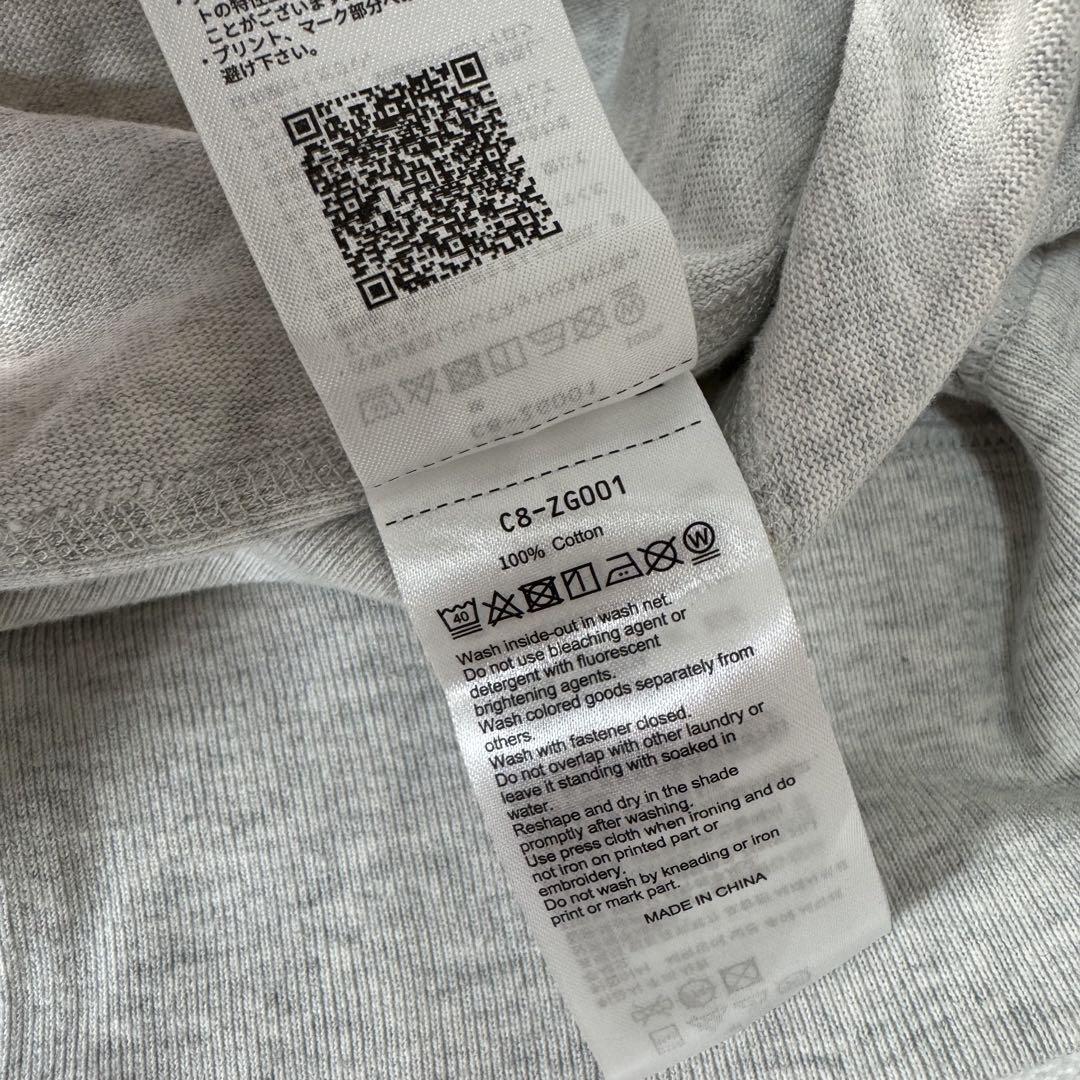 トの特性
ことがございます
・プリント、マーク部分へ
避け下さい。
C8-ZG001
100% Cotton
40
W
Wash inside-out in wash net.
Do not use bleaching agent or
detergent with fluorescent
brightening agents.
Wash colored goods separately from
others.
Wash with fastener closed.
Do not overlap with other laundry or
leave it standing with soaked in
water.
Reshape and dry in the shade
promptly after washing.
Use press cloth when ironing and do
not iron on printed part or
embroidery.
Do not wash by kneading or iron
print or mark part.
MADE IN CHINA